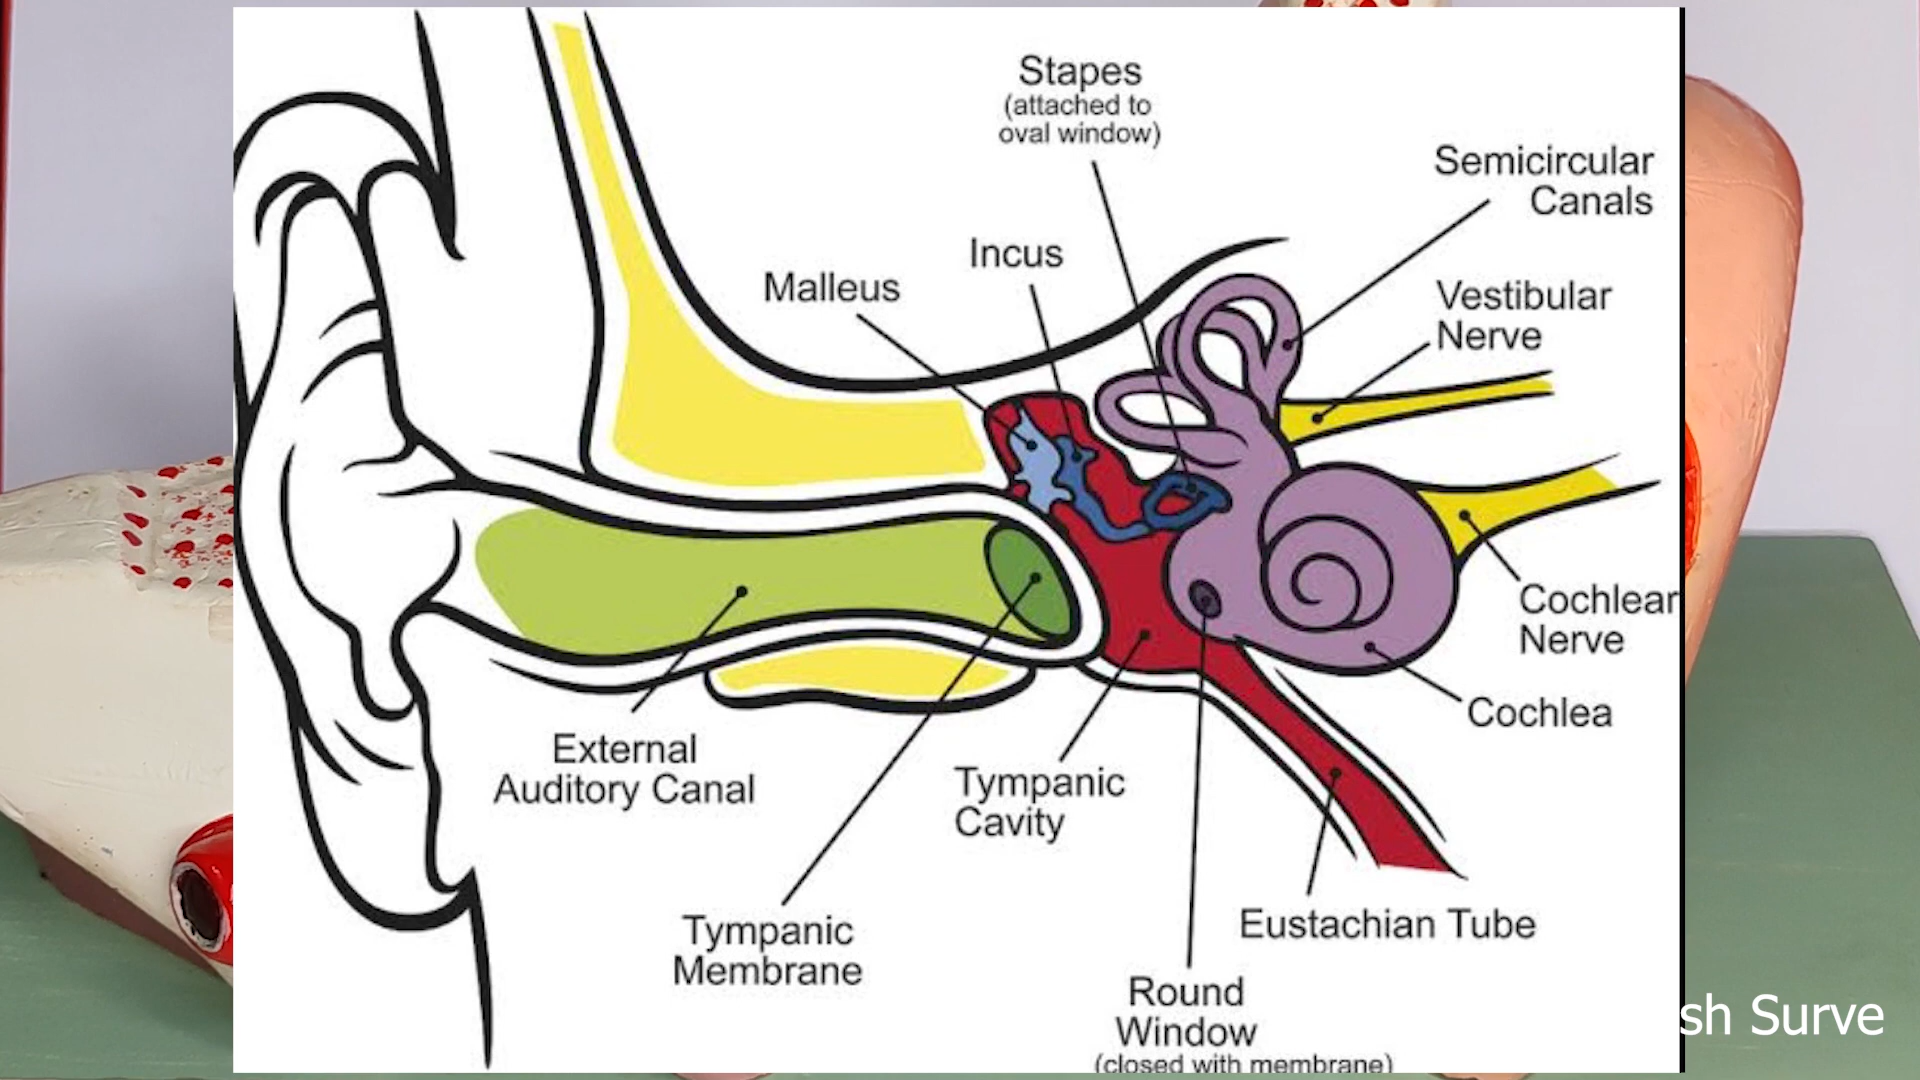 Stapes
(attached to
oval window)
Semicircular
Canals
Incus
Malleus
Vestibular
Nerve
Cochlear
Nerve
Cochlea
External
Auditory Canal
Tympanic
Cavity
Tympanic
Membrane
Eustachian Tube
Round
Window
(closed with membrane)
sh Surve